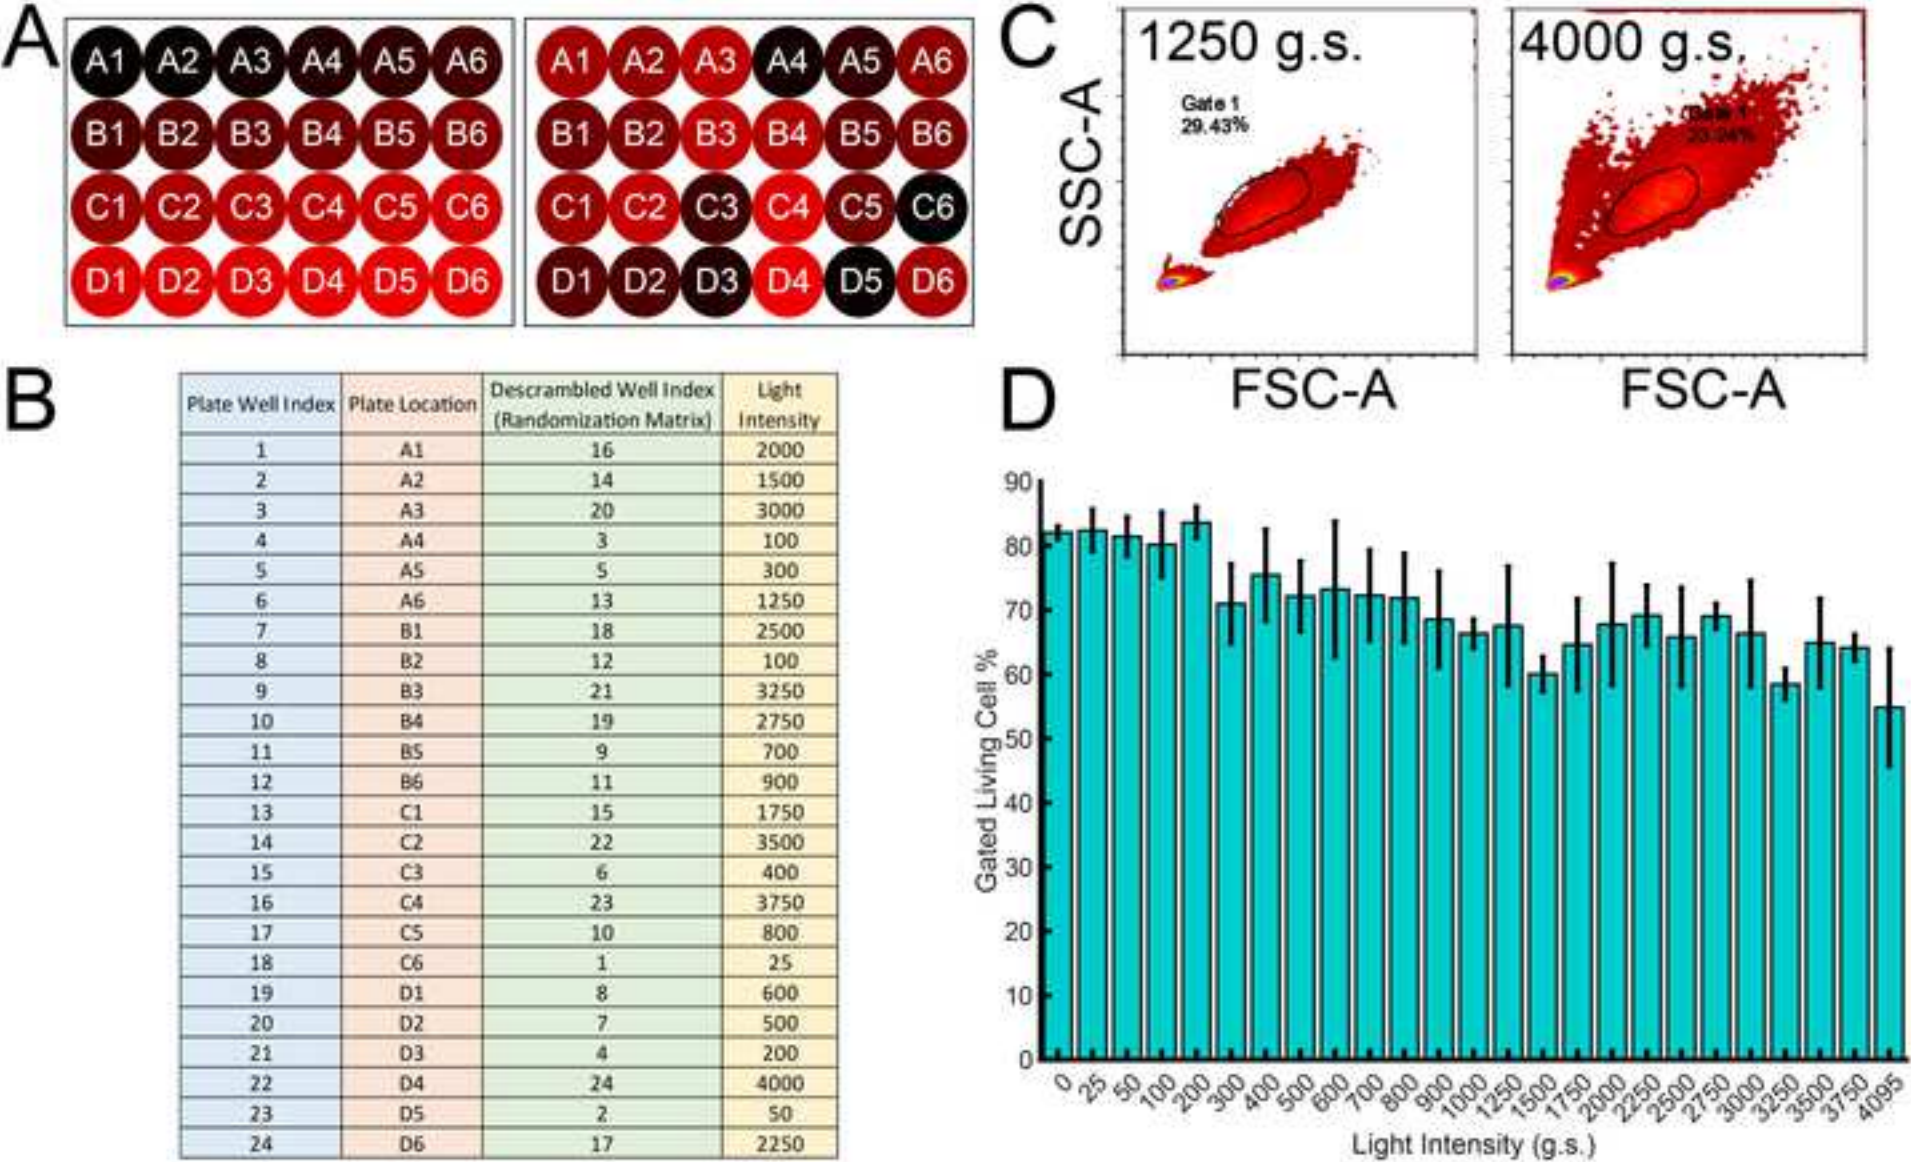 A
A1 A2 A3 A4 A5 A6
B1 B2 B3 B4 B5 B6
C1 C2 C3 C4 C5 C6
D1 D2 D3 D4 D5 D6
A1 A2 A3 A4 A5 A6
B1 B2 B3 B4 B5 B6
C1 C2 C3 C4 C5 C6
D1 D2 D3 D4 D5 D6
B
Plate Well Index Plate Location Descrambled Well Index (Randomization Matrix) Light Intensity
1 A1 16 2000
2 A2 14 1500
3 A3 20 3000
4 A4 3 100
5 A5 5 300
6 A6 13 1250
7 B1 18 2500
8 B2 12 100
9 B3 21 3250
10 B4 19 2750
11 B5 9 700
12 B6 11 900
13 C1 15 1750
14 C2 22 3500
15 C3 6 400
16 C4 23 3750
17 C5 10 800
18 C6 1 25
19 D1 8 600
20 D2 7 500
21 D3 4 200
22 D4 24 4000
23 D5 2 50
24 D6 17 2250
C
1250 g.s.
Gate 1
29.43%
SSC-A
FSC-A
4000 g.s.
Gate 1
FSC-A
D
Gated Living Cell %
90
80
70
60
50
40
30
20
10
0
0 25 50 100 200 300 400 500 600 700 800 900 1000 1250 1500 1750 2000 2250 2500 2750 3000 3250 3500 3750 4095
Light Intensity (g.s.)